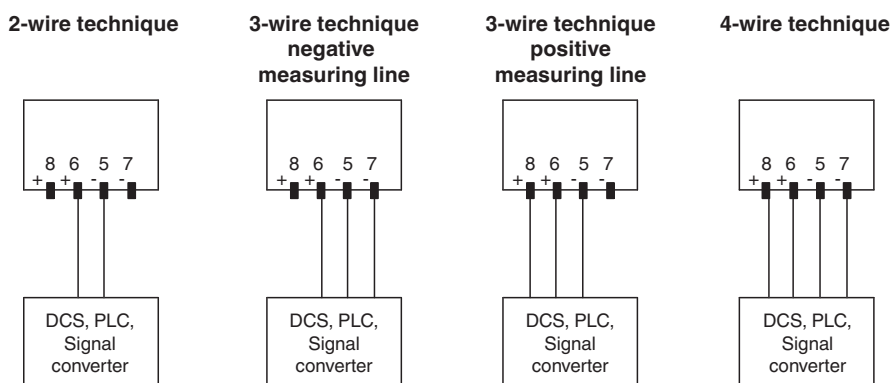 2-wire technique
3-wire technique
negative
measuring line
3-wire technique
positive
measuring line
4-wire technique
8 6 5 7
+ + - -
8 6 5 7
+ + - -
8 6 5 7
+ + - -
8 6 5 7
+ + - -
DCS, PLC,
Signal
converter
DCS, PLC,
Signal
converter
DCS, PLC,
Signal
converter
DCS, PLC,
Signal
converter